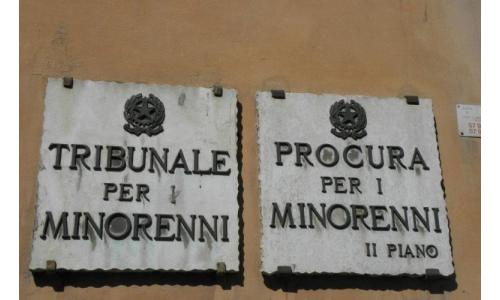 TRIBUNALE
PER I
MINORENNI
PROCURA
PER I
MINORENNI
II PIANO